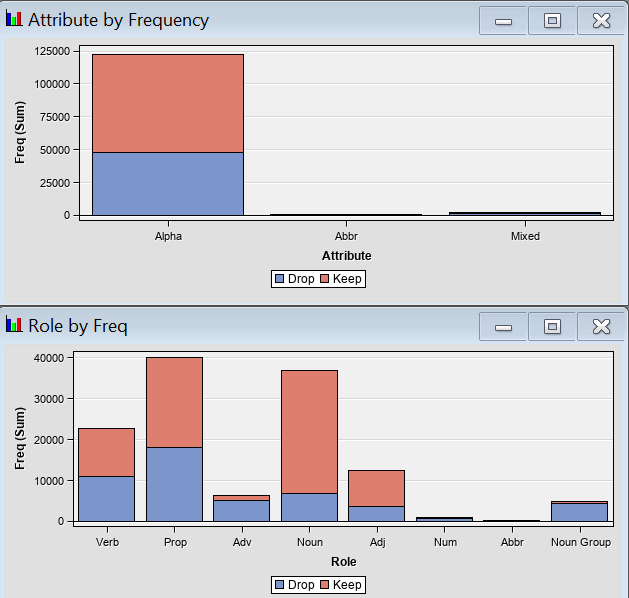 Attribute by Frequency
125000
100000
75000
50000
25000
0
Freq (Sum)
Alpha Abbr Mixed
Attribute
Drop Keep
Role by Freq
40000
30000
20000
10000
0
Freq (Sum)
Verb Prop Adv Noun Adj Num Abbr Noun Group
Role
Drop Keep